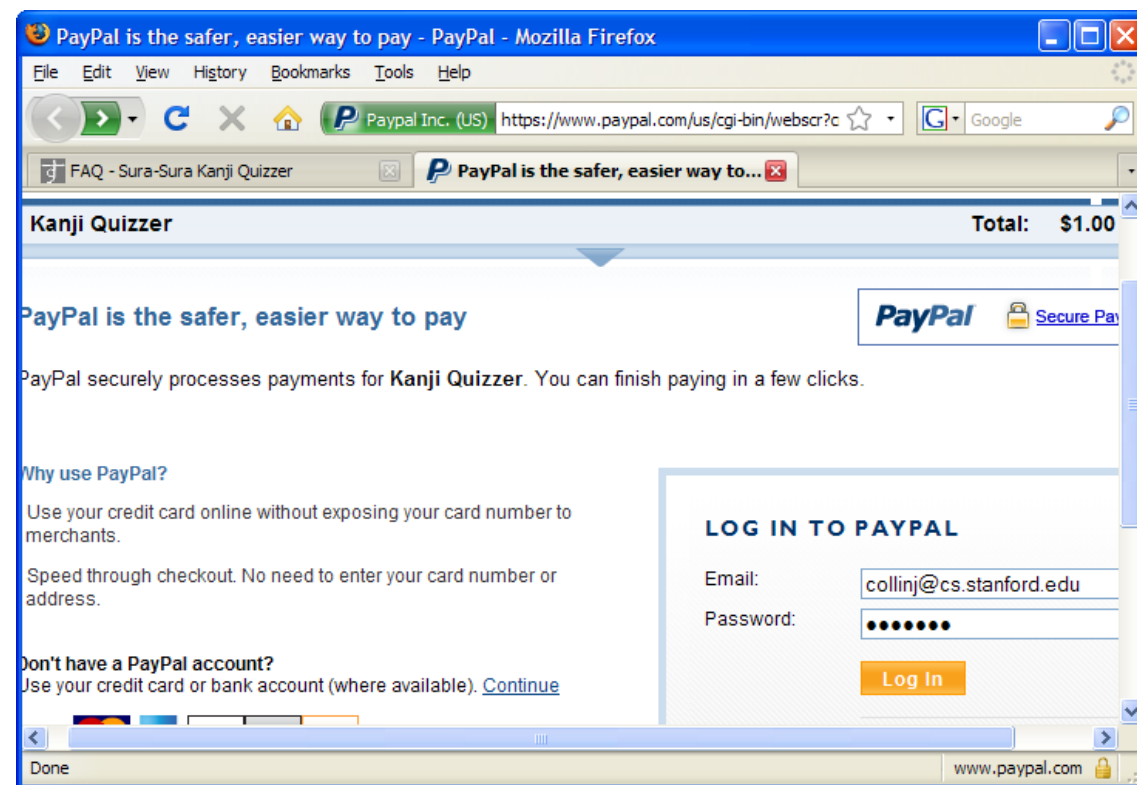 PayPal is the safer, easier way to pay - PayPal - Mozilla Firefox
File Edit View History Bookmarks Tools Help
Paypal Inc. (US) https://www.paypal.com/us/cgi-bin/webscr?c Google
FAQ - Sura-Sura Kanji Quizzer PayPal is the safer, easier way to...
Kanji Quizzer Total: $1.00
PayPal is the safer, easier way to pay
PayPal Secure Pay
PayPal securely processes payments for Kanji Quizzer. You can finish paying in a few clicks.
Why use PayPal?
Use your credit card online without exposing your card number to
merchants.
Speed through checkout. No need to enter your card number or
address.
Don't have a PayPal account?
Use your credit card or bank account (where available). Continue
LOG IN TO PAYPAL
Email: collinj@cs.stanford.edu
Password: •••••••
Log In
Done www.paypal.com